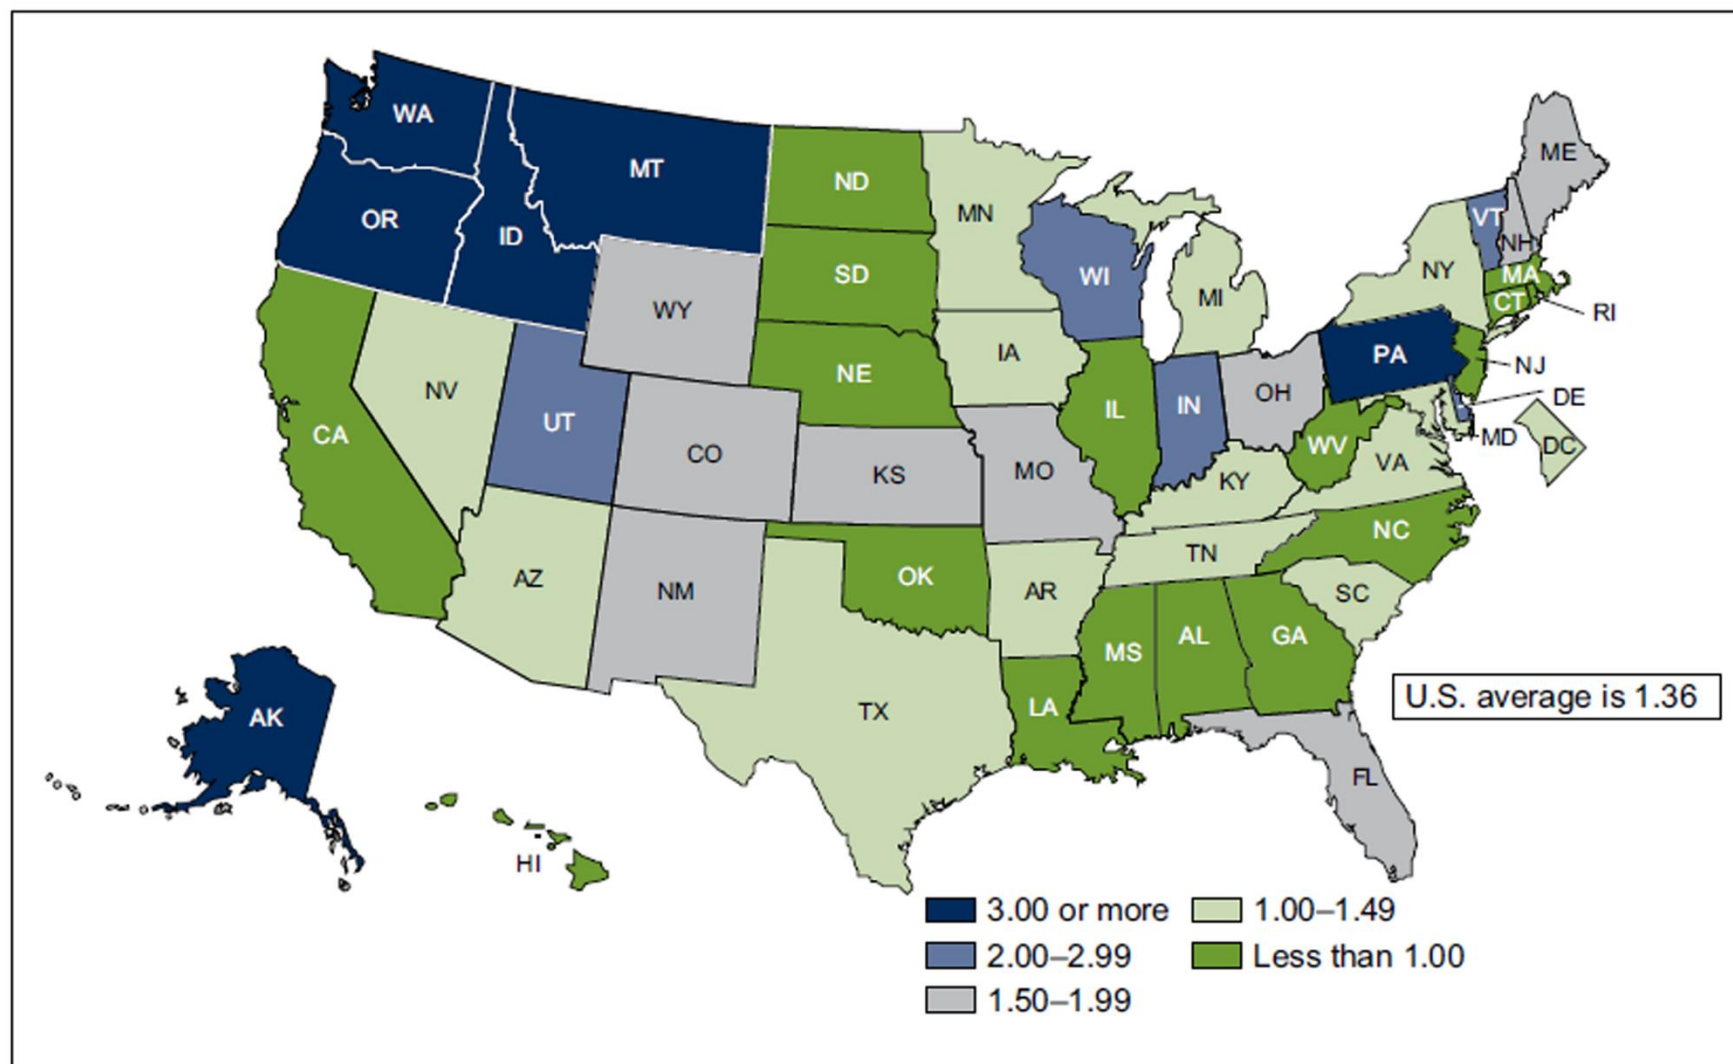 WA
MT
ND
MN
ME
OR
ID
VT
NH
SD
WI
NY
MA
MI
CT
WY
RI
IA
PA
NJ
NE
NV
OH
DE
UT
IL
IN
CA
MD
CO
WV
DC
KS
MO
VA
KY
NC
AZ
NM
OK
AR
TN
SC
MS
AL
GA
U.S. average is 1.36
AK
TX
LA
FL
HI
3.00 or more
1.00–1.49
2.00–2.99
Less than 1.00
1.50–1.99